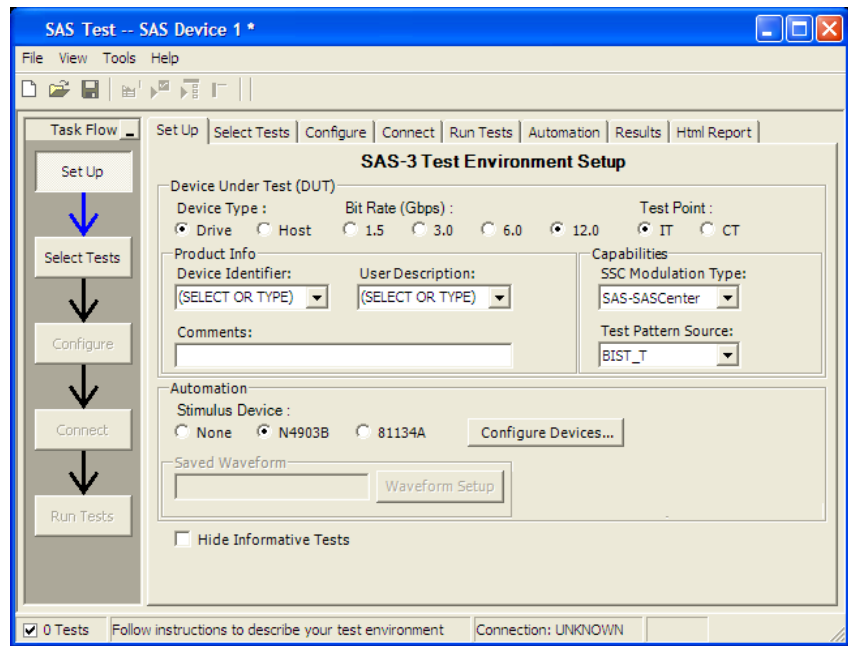 SAS Test -- SAS Device 1 *
File View Tools Help
Task Flow
Set Up Select Tests Configure Connect Run Tests Automation Results Html Report
Set Up
Select Tests
Configure
Connect
Run Tests
SAS-3 Test Environment Setup
Device Under Test (DUT)
Device Type : Bit Rate (Gbps) : Test Point :
Drive Host 1.5 3.0 6.0 12.0 IT CT
Product Info
Device Identifier: User Description:
(SELECT OR TYPE) (SELECT OR TYPE)
Comments:
Capabilities
SSC Modulation Type:
SAS-SASCenter
Test Pattern Source:
BIST_T
Automation
Stimulus Device :
None N4903B 81134A Configure Devices...
Saved Waveform
Waveform Setup
Hide Informative Tests
0 Tests Follow instructions to describe your test environment Connection: UNKNOWN